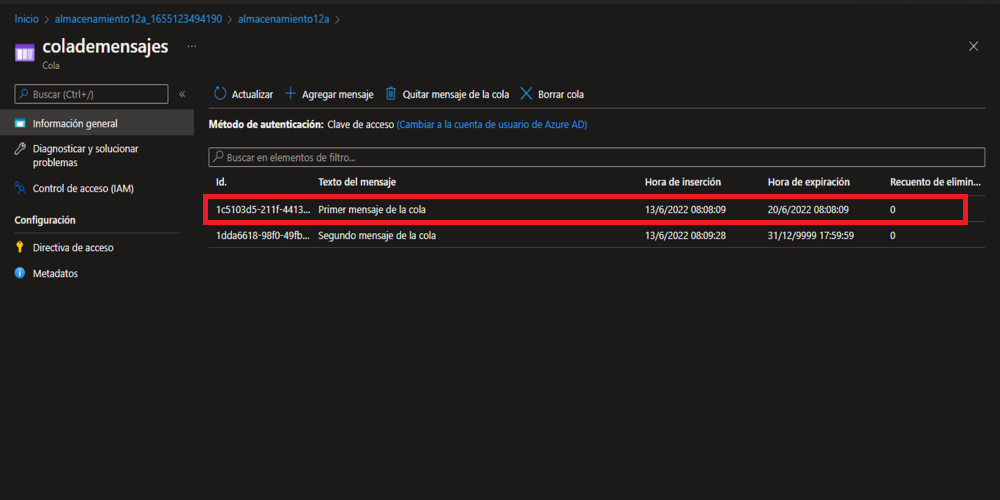 Inicio > almacenamiento12a_1655123494190 > almacenamiento12a >
colademensajes ...
Cola
Buscar (Ctrl+/) «
Actualizar Agregar mensaje Quitar mensaje de la cola Borrar cola
Información general
Diagnosticar y solucionar
problemas
Control de acceso (IAM)
Configuración
Directiva de acceso
Metadatos
Método de autenticación: Clave de acceso (Cambiar a la cuenta de usuario de Azure AD)
Buscar en elementos de filtro...
Id. Texto del mensaje Hora de inserción Hora de expiración Recuento de elimin...
1c5103d5-211f-4413... Primer mensaje de la cola 13/6/2022 08:08:09 20/6/2022 08:08:09 0
1dda6618-98f0-49fb... Segundo mensaje de la cola 13/6/2022 08:09:28 31/12/9999 17:59:59 0